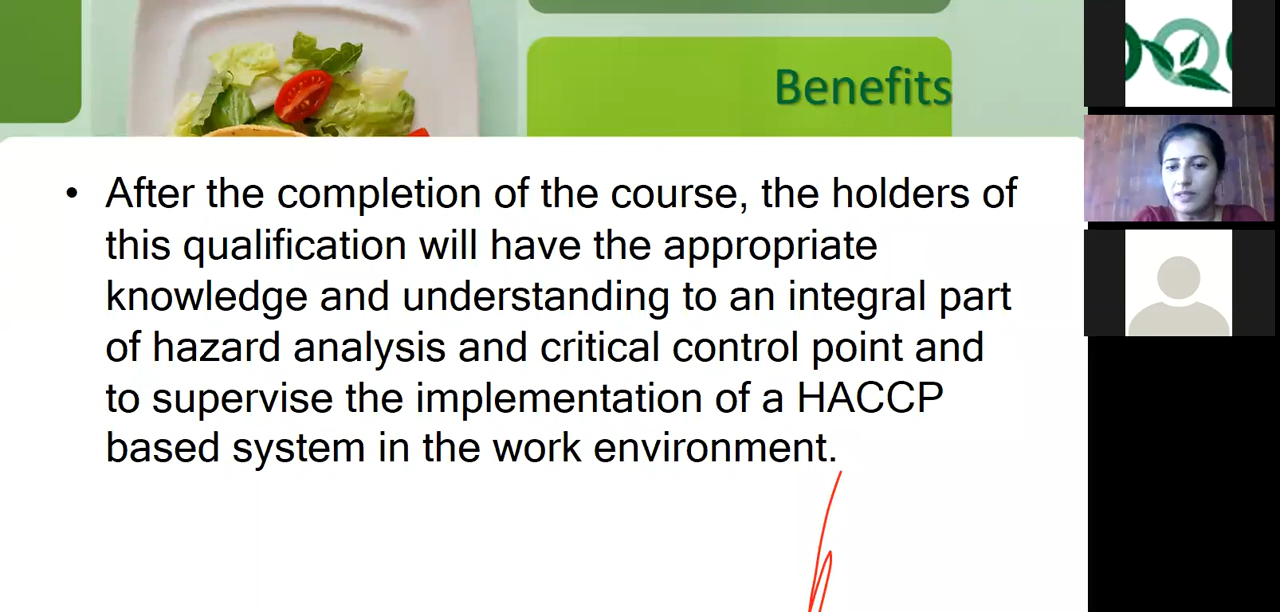 Benefits
• After the completion of the course, the holders of
this qualification will have the appropriate
knowledge and understanding to an integral part
of hazard analysis and critical control point and
to supervise the implementation of a HACCP
based system in the work environment.